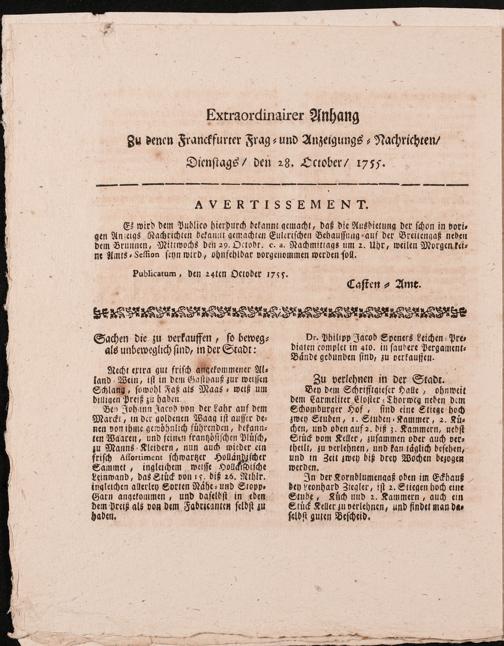 Extraordinairer Anhang
Zu denen Franckfurter Frag- und Anzeigungs-Nachrichten/
Dienstags/ den 28. October/ 1755.
AVERTISSEMENT.
Es wird dem Publico hierdurch bekannt gemacht, daß die Ausbietung der schon in vori-
gen Anzeigs Nachrichten bekannt gemachten Eulerischen Behaussung auf der Breitengaß neben
dem Brunnen, Mittwochs den 29. Octobr. c. a. Nachmittags um 2. Uhr, weilen Morgen kei-
ne Amts-Session seyn wird, ohnfehlbar vorgenommen werden soll.
Publicatum, den 24ten October 1755.
Casten-Amt.
Sachen die zu verkauffen, so beweg-
als unbeweglich sind, in der Stadt:
Recht extra gut frisch angekommener All-
land-Wein, ist in dem Gasthauß zur weissen
Schlang, sowohl Faß als Maas, weiß um
billigen Preiß zu haben.
Bey Johann Jacob von der Lahr auf dem
Marckt, in der goldenen Waag ist ausser de-
nen von ihme gewöhnlich führenden, bekann-
ten Waaren, und feinen frantzösischen Plüsch,
zu Manns-Kleidern, nun auch wieder ein
frisch Assortiment schwartzer Holländischer
Sammet, ingleichem weisse Holländische
Leinwand, das Stück von 15. biß 26. Rthlr.
ingleichen allerley Sorten Nähe- und Stopp-
Garn angekommen, und daselbst in eben
dem Preiß als von dem Fabricanten selbst zu
haben.
Dr. Philipp Jacob Speners Leichen-Pre-
digten complet in 4to. in saubere Pergament-
Bände gebunden sind, zu verkauffen.
Zu verlehnen in der Stadt.
Bey dem Schriftgieser Halle, ohnweit
dem Carmeliter Closter-Thorweg neben dem
Schomburger Hof, sind eine Stiege hoch
zwey Stuben, 1. Stuben-Kammer, 2. Kü-
chen, und oben auf 2. biß 3. Kammern, nebst
Stück vom Keller, zusammen oder auch ver-
theilt, zu verlehnen, und kan täglich besehen,
und in Zeit zwey biß drey Wochen bezogen
werden.
In der Kornblumengaß oben im Eckhauß
bey Leonhard Ziegler, ist 2. Stiegen hoch eine
Stube, Küch und 2. Kammern, auch ein
Stück Keller zu verlehnen, und findet man da-
selbst guten Bescheid.